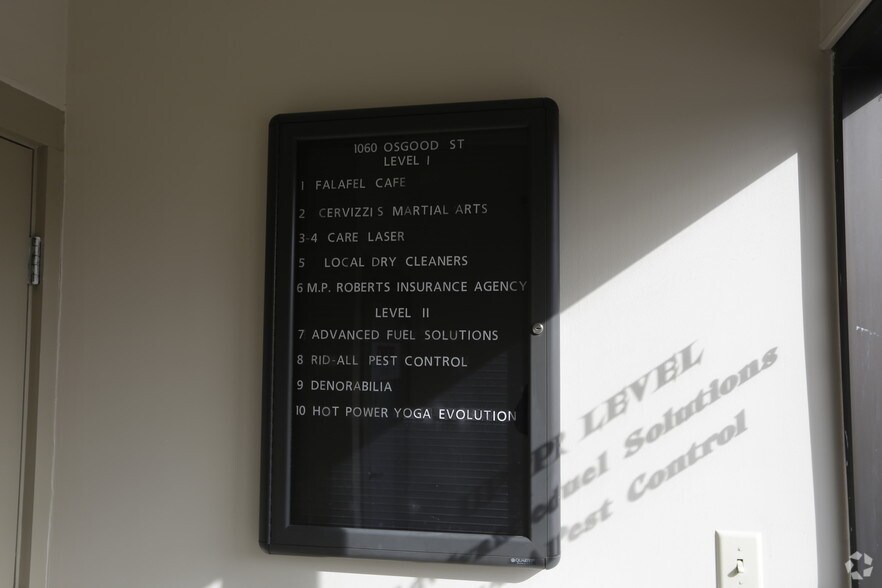 1060 OSGOOD ST
LEVEL I
1 FALAFEL CAFE
2 CERVIZZI S MARTIAL ARTS
3-4 CARE LASER
5 LOCAL DRY CLEANERS
6 M.P. ROBERTS INSURANCE AGENCY
LEVEL II
7 ADVANCED FUEL SOLUTIONS
8 RID-ALL PEST CONTROL
9 DENORABILIA
10 HOT POWER YOGA EVOLUTION
LEVEL
Solutions
Pest Control